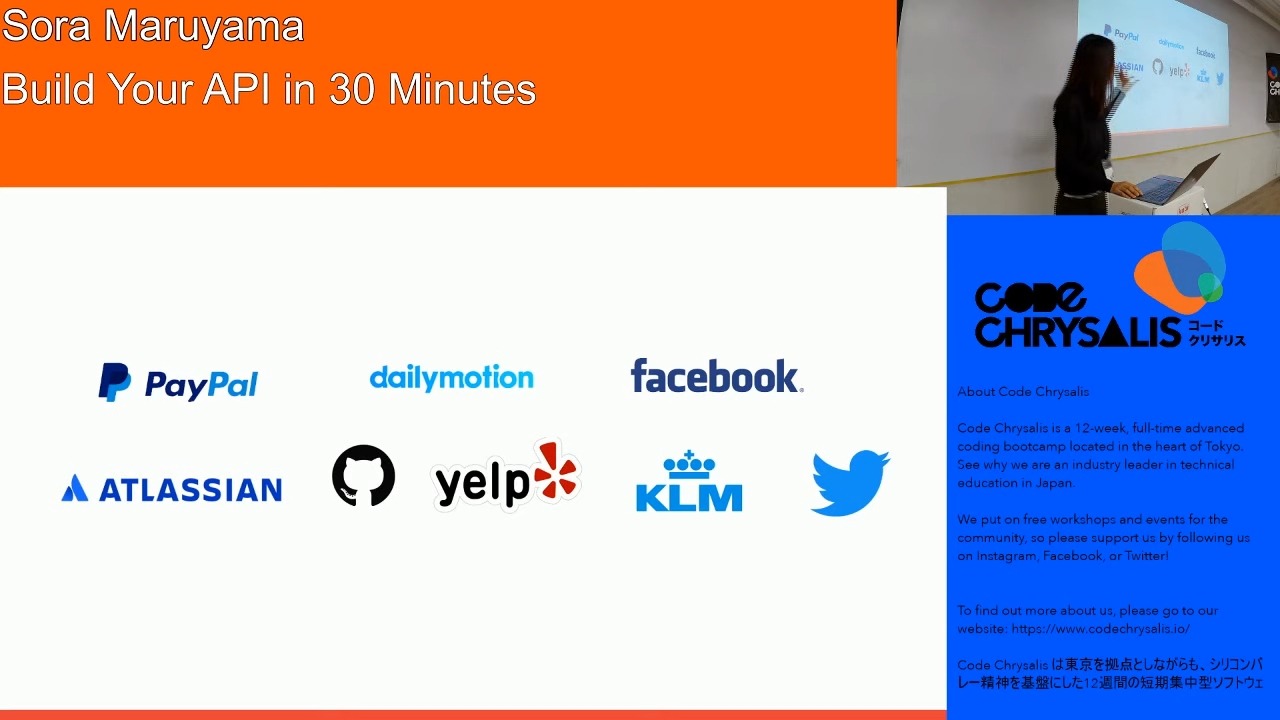 Sora Maruyama
Build Your API in 30 Minutes
PayPal
dailymotion
facebook
ATLASSIAN
yelp
KLM
PayPal
dailymotion
facebook
yelp
KLM
CODE
CHRYSALIS
コード
クリサリス
About Code Chrysalis
Code Chrysalis is a 12-week, full-time advanced
coding bootcamp located in the heart of Tokyo.
See why we are an industry leader in technical
education in Japan.
We put on free workshops and events for the
community, so please support us by following us
on Instagram, Facebook, or Twitter!
To find out more about us, please go to our
website: https://www.codechrysalis.io/
Code Chrysalis は東京を拠点としながらも、シリコンバ
レー精神を基盤にした12週間の短期集中型ソフトウェ